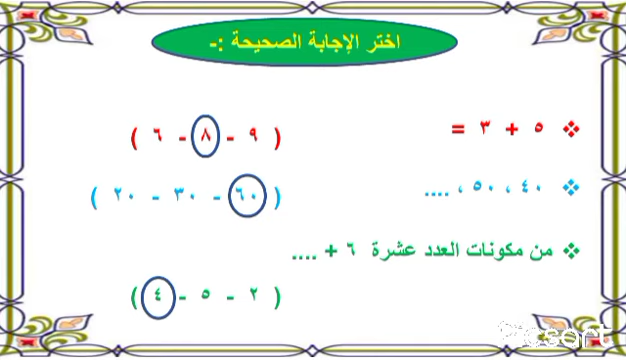 اختر الإجابة الصحيحة :-
❖ ٥ + ٣ = ( ٩ - ٨ - ٦ )
❖ ٤٠ ، ٥٠ ، .... ( ٦٠ - ٣٠ - ٢٠ )
❖ من مكونات العدد عشرة ٦ + ....
( ٢ - ٥ - ٤ )
Picsart